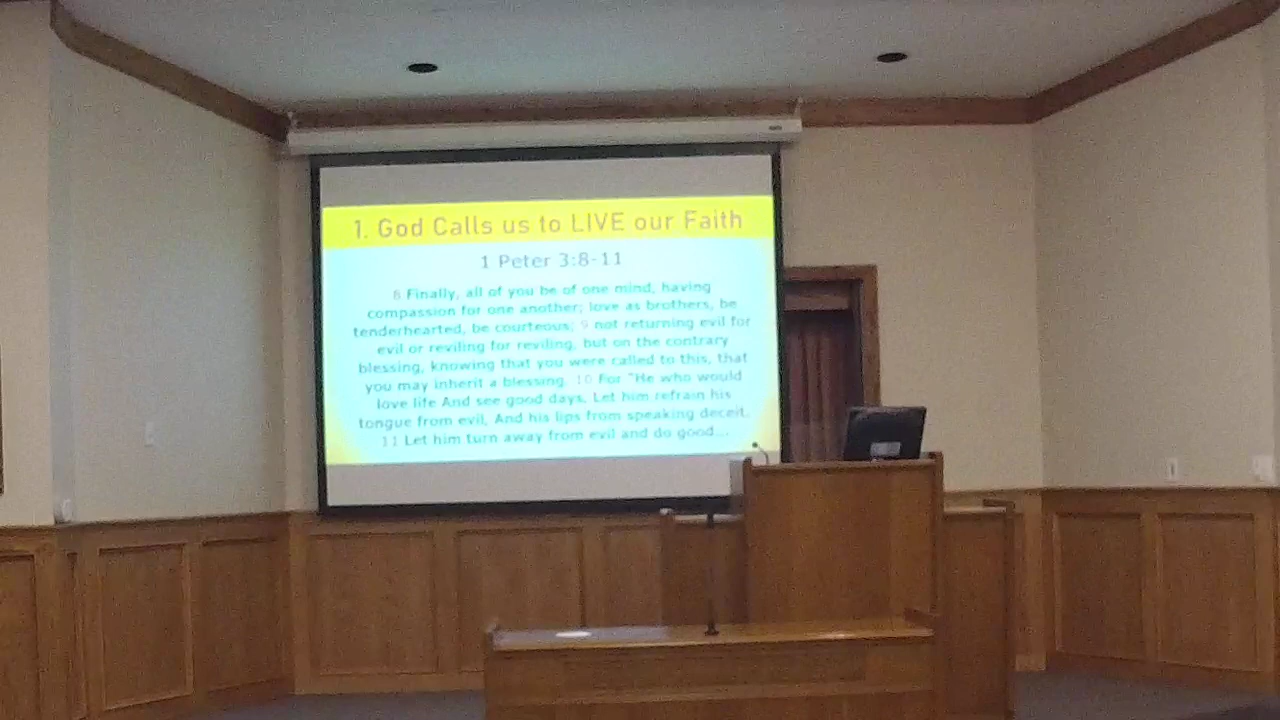 1. God Calls us to LIVE our Faith
1 Peter 3:8-11
8 Finally, all of you be of one mind, having
compassion for one another; love as brothers, be
tenderhearted, be courteous; 9 not returning evil for
evil or reviling for reviling, but on the contrary
blessing, knowing that you were called to this, that
you may inherit a blessing. 10 For "He who would
love life And see good days, Let him refrain his
tongue from evil, And his lips from speaking deceit.
11 Let him turn away from evil and do good...